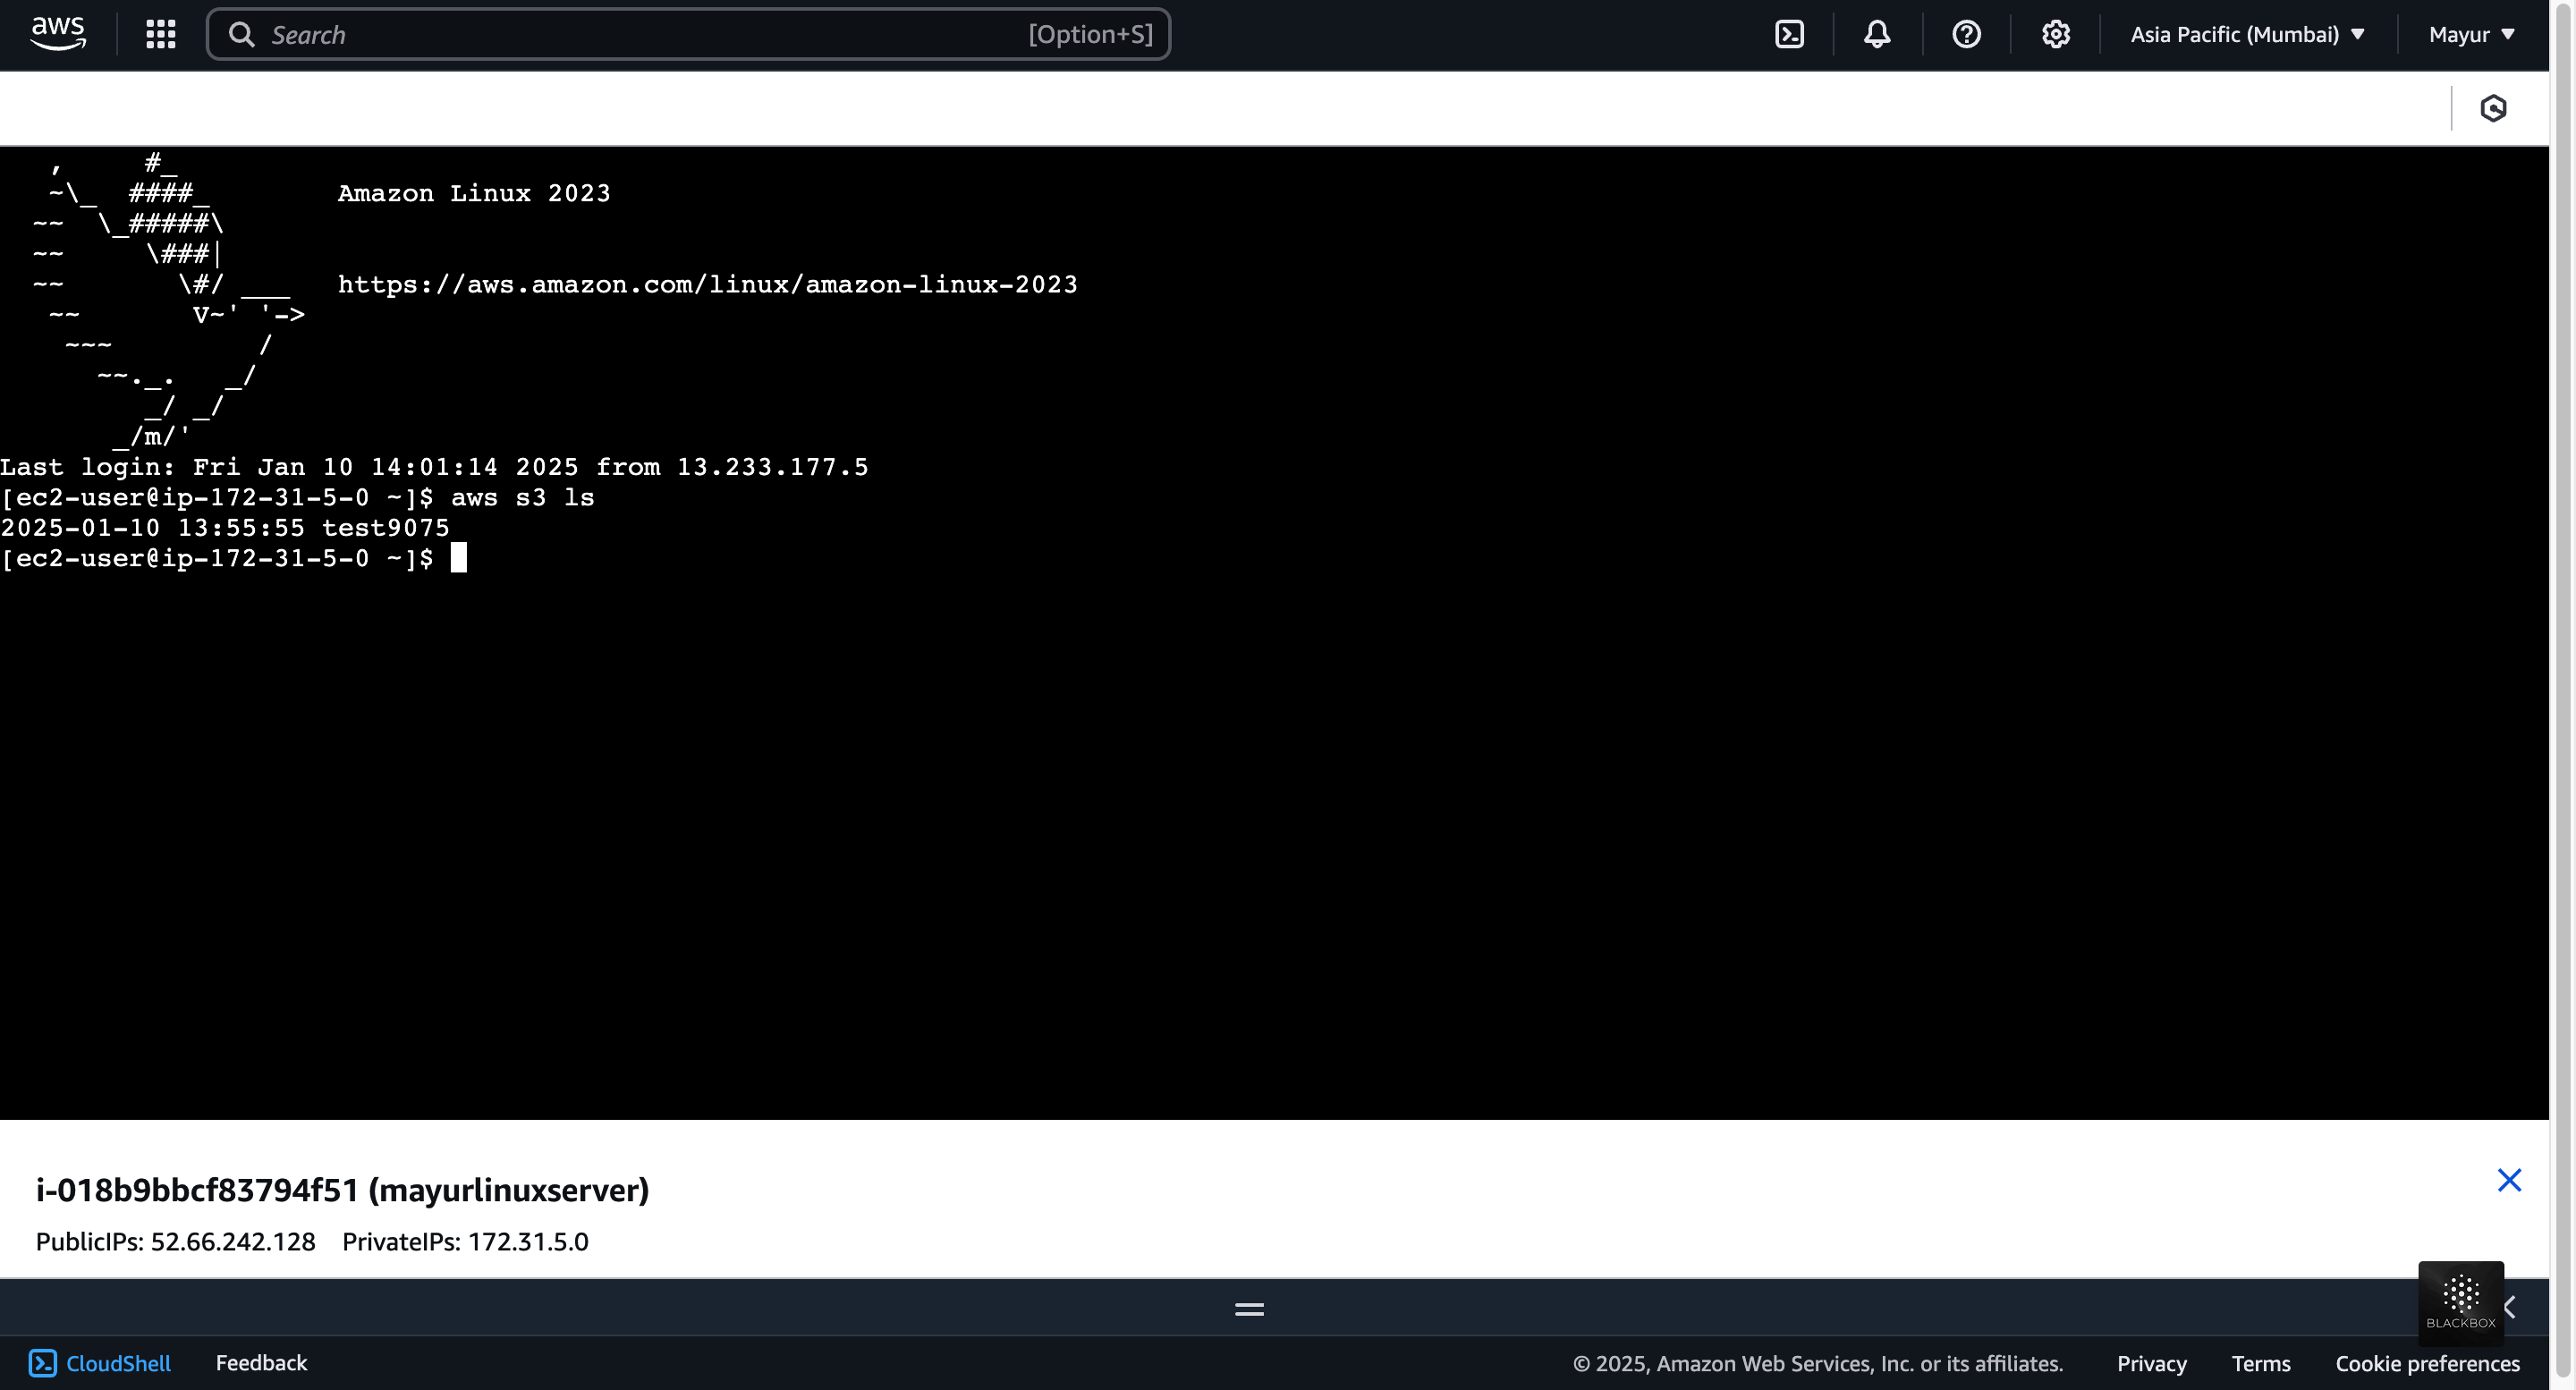 aws Search [Option+S] Asia Pacific (Mumbai) Mayur
   ,     #_
   ~\_  ####_        Amazon Linux 2023
  ~~  \_#####\
  ~~     \###|
  ~~       \#/ ___   https://aws.amazon.com/linux/amazon-linux-2023
   ~~       V~' '->
    ~~~         /
      ~~._.   _/
         _/ _/
       _/m/'
Last login: Fri Jan 10 14:01:14 2025 from 13.233.177.5
[ec2-user@ip-172-31-5-0 ~]$ aws s3 ls
2025-01-10 13:55:55 test9075
[ec2-user@ip-172-31-5-0 ~]$
i-018b9bbcf83794f51 (mayurlinuxserver)
PublicIPs: 52.66.242.128 PrivateIPs: 172.31.5.0
BLACKBOX
CloudShell Feedback © 2025, Amazon Web Services, Inc. or its affiliates. Privacy Terms Cookie preferences